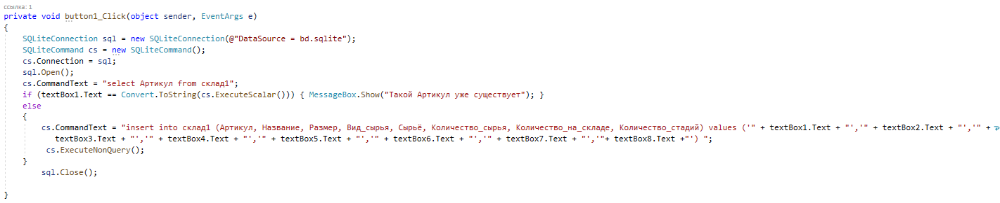 ссылка: 1
private void button1_Click(object sender, EventArgs e)
{
SQLiteConnection sql = new SQLiteConnection(@"DataSource = bd.sqlite");
SQLiteCommand cs = new SQLiteCommand();
cs.Connection = sql;
sql.Open();
cs.CommandText = "select Артикул from склад1";
if (textBox1.Text == Convert.ToString(cs.ExecuteScalar())) { MessageBox.Show("Такой Артикул уже существует"); }
else
{
cs.CommandText = "insert into склад1 (Артикул, Название, Размер, Вид_сырья, Сырьё, Количество_сырья, Количество_на_складе, Количество_стадий) values ('" + textBox1.Text + "','" + textBox2.Text + "','" +
textBox3.Text + "','" + textBox4.Text + "','" + textBox5.Text + "','" + textBox6.Text + "','" + textBox7.Text + "','"+ textBox8.Text +"') ";
cs.ExecuteNonQuery();
}
sql.Close();
}